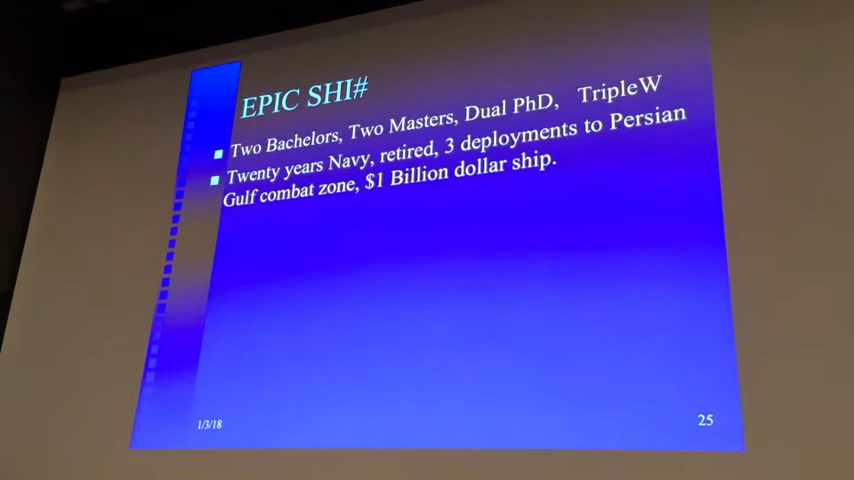 EPIC SHI#
Two Bachelors, Two Masters, Dual PhD, TripleW
Twenty years Navy, retired, 3 deployments to Persian
Gulf combat zone, $1 Billion dollar ship.
1/3/18
25